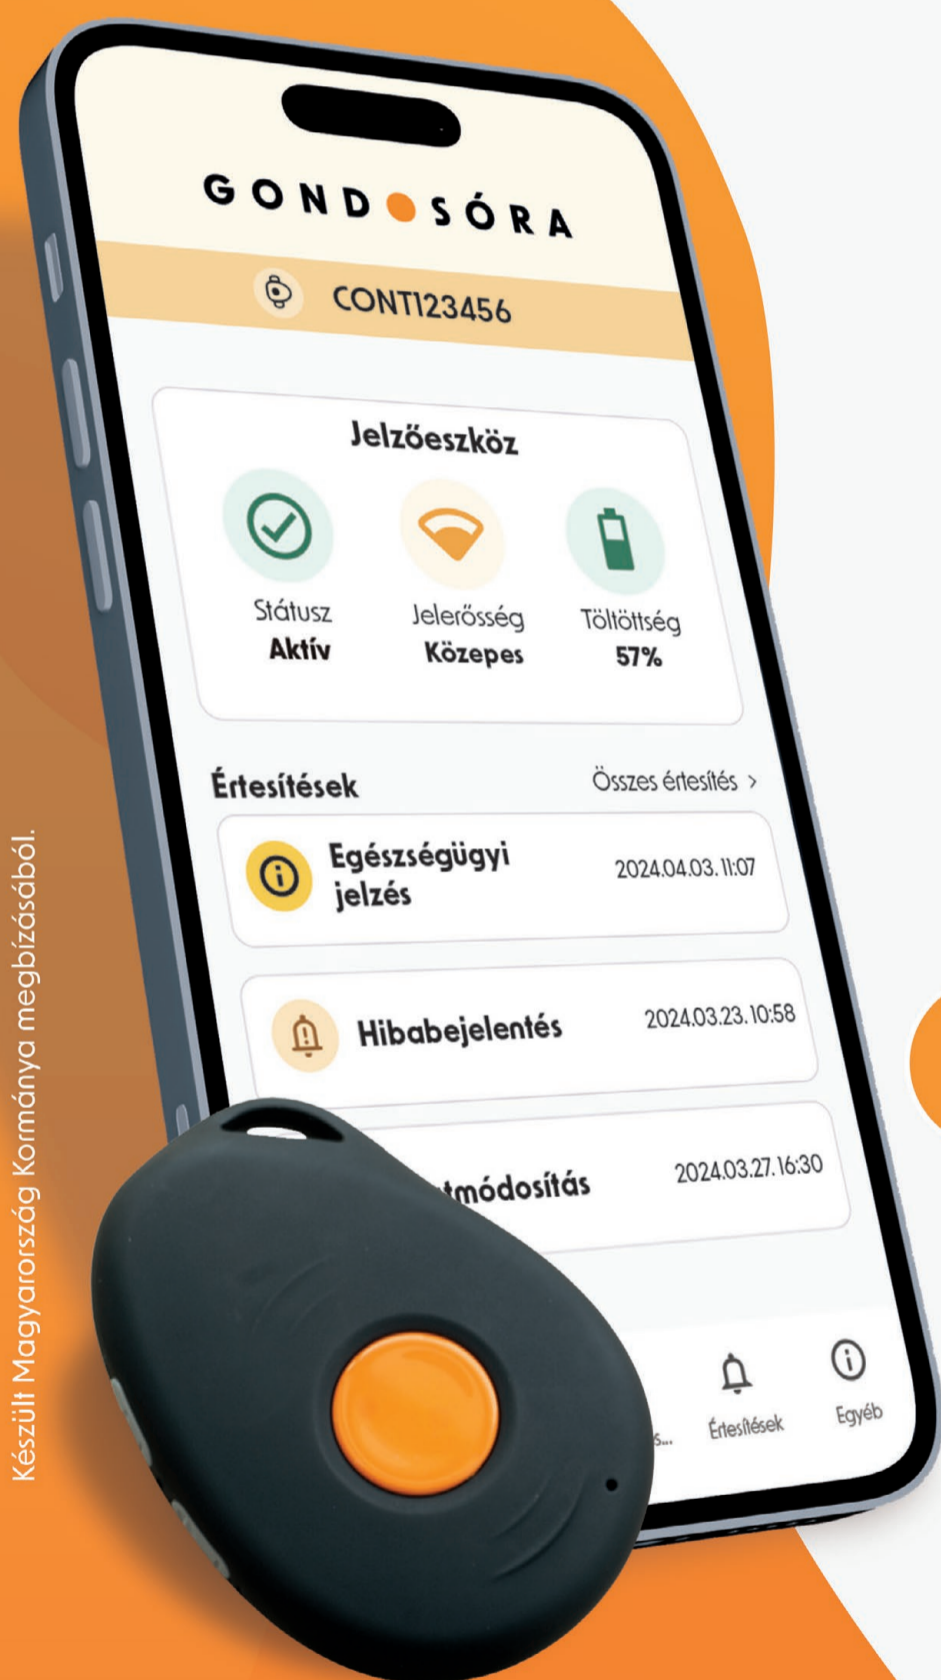 GONDOSÓRA
CONT123456
Jelzőeszköz
Státusz
Aktív
Jelerősség
Közepes
Töltöttség
57%
Értesítések
Összes értesítés >
Egészségügyi
jelzés
2024.04.03. 11:07
Hibabejelentés
2024.03.23. 10:58
2024.03.27. 16:30
Értesítések
Egyéb
Készült Magyarország Kormánya megbízásából.